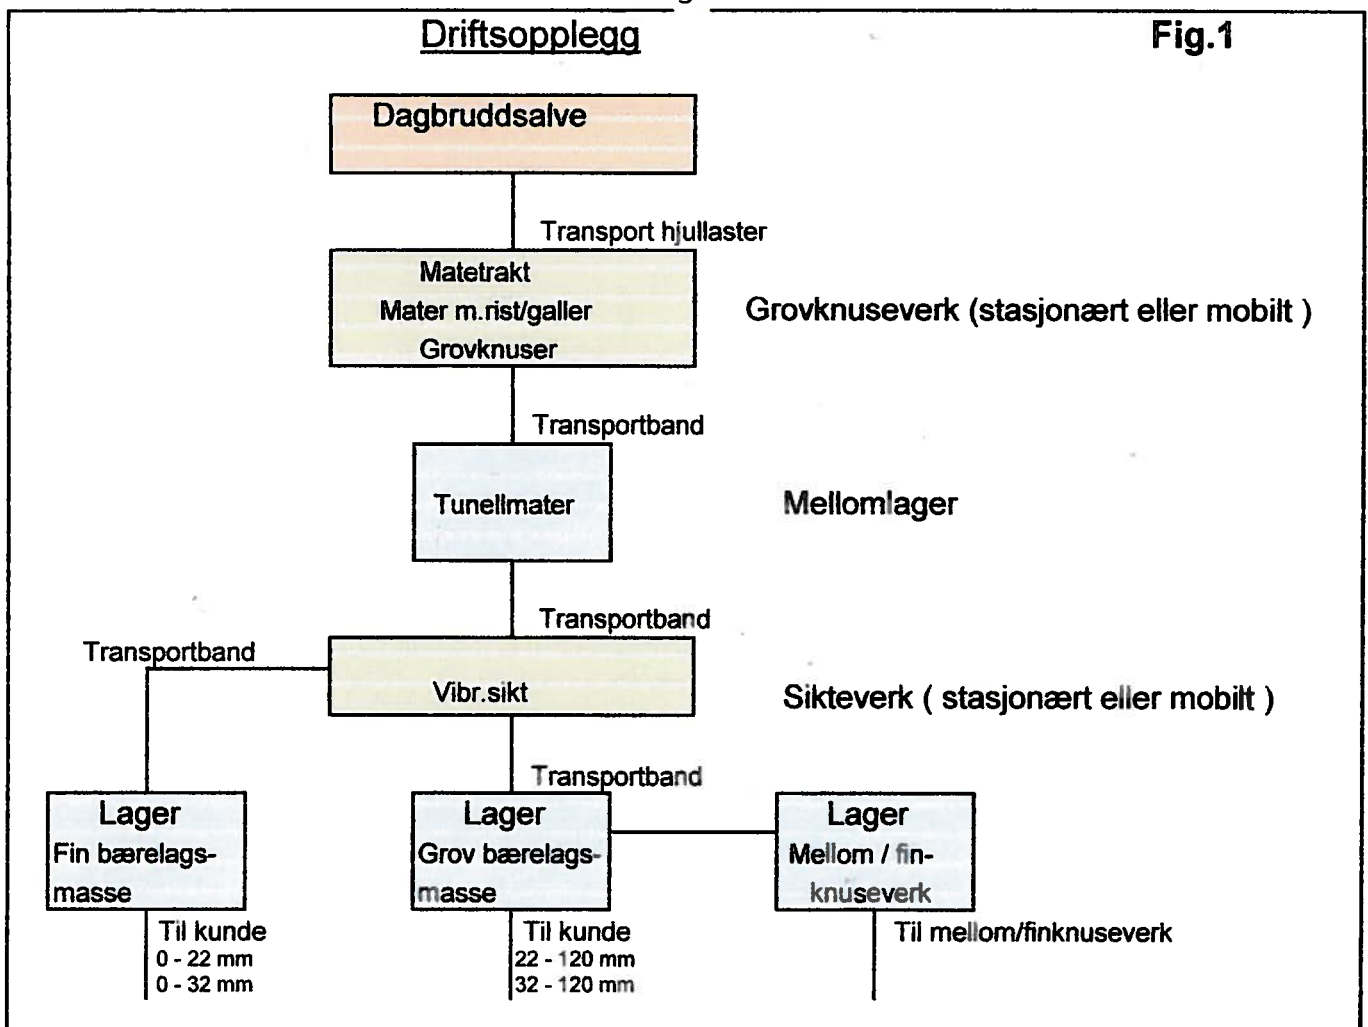 Driftsopplegg
Fig.1
Dagbruddsalve
Transport hjullaster
Matetrakt
Mater m.rist/galler
Grovknuser
Grovknuseverk (stasjonært eller mobilt )
Transportband
Tunellmater
Mellomlager
Transportband
Transportband
Vibr.sikt
Sikteverk ( stasjonært eller mobilt )
Transportband
Lager
Fin bærelags-
masse
Lager
Grov bærelags-
masse
Lager
Mellom / fin-
knuseverk
Til kunde
0 - 22 mm
0 - 32 mm
Til kunde
22 - 120 mm
32 - 120 mm
Til mellom/finknuseverk